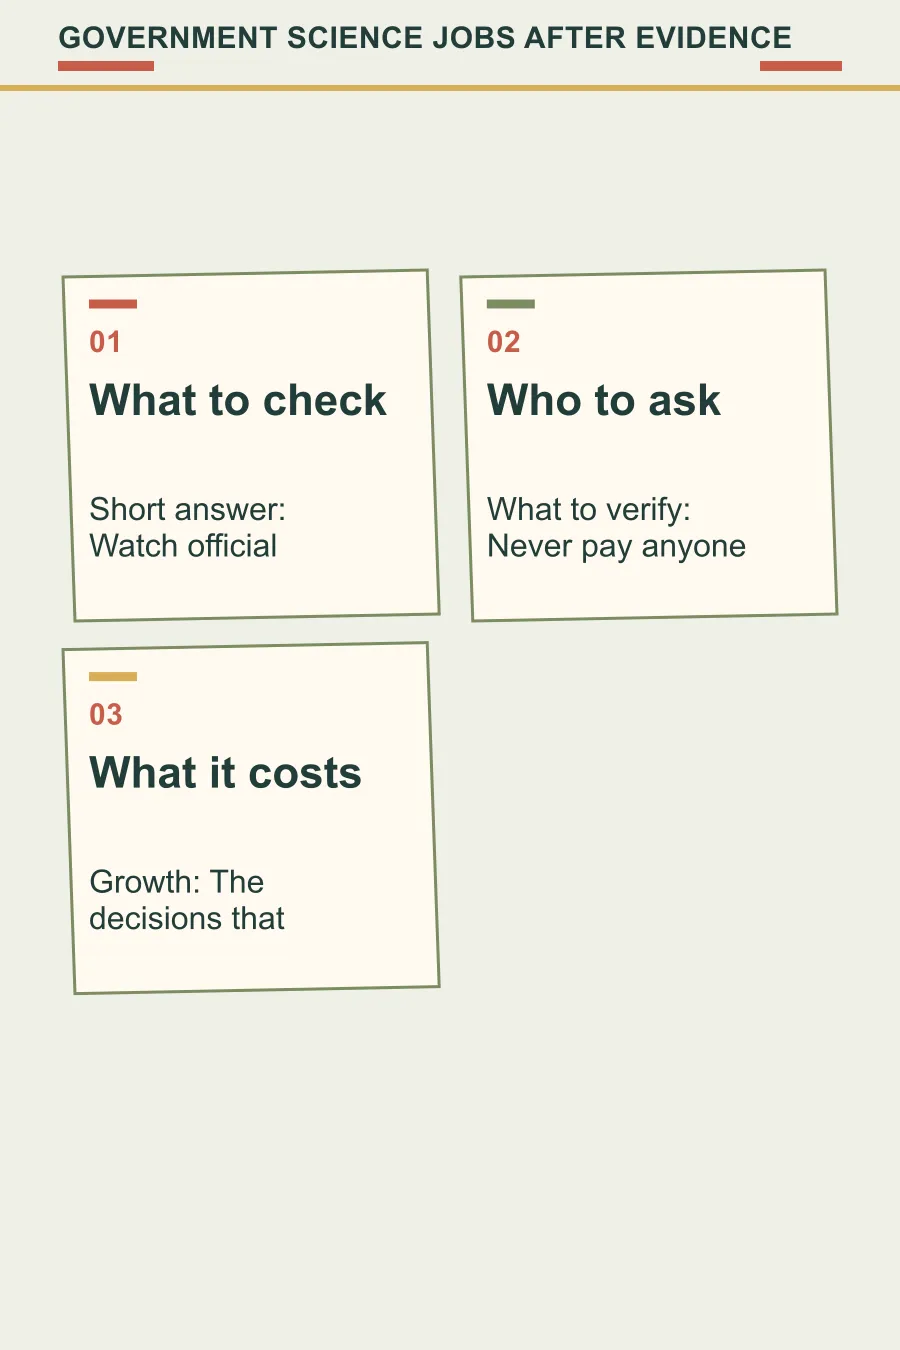 GOVERNMENT SCIENCE JOBS AFTER EVIDENCE
01
What to check
Short answer:
Watch official
02
Who to ask
What to verify:
Never pay anyone
03
What it costs
Growth: The
decisions that